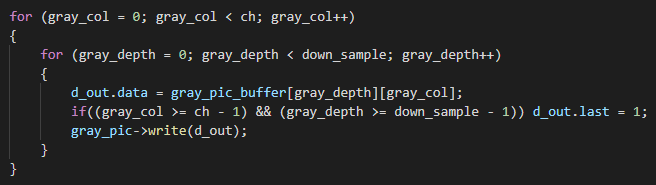 for (gray_col = 0; gray_col < ch; gray_col++)
{
    for (gray_depth = 0; gray_depth < down_sample; gray_depth++)
    {
        d_out.data = gray_pic_buffer[gray_depth][gray_col];
        if((gray_col >= ch - 1) && (gray_depth >= down_sample - 1)) d_out.last = 1;
        gray_pic->write(d_out);
    }
}